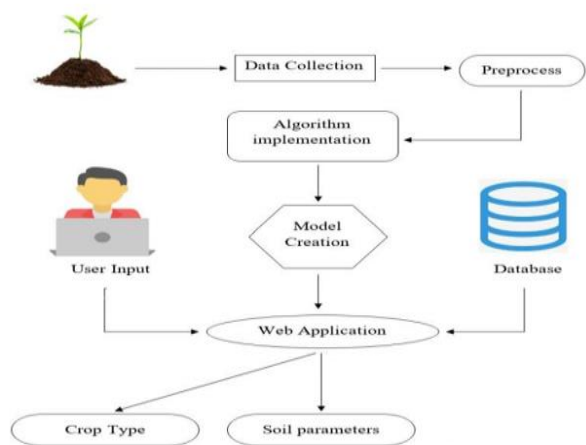 Data Collection
Preprocess
Algorithm
implementation
Model
Creation
User Input
Database
Web Application
Crop Type
Soil parameters